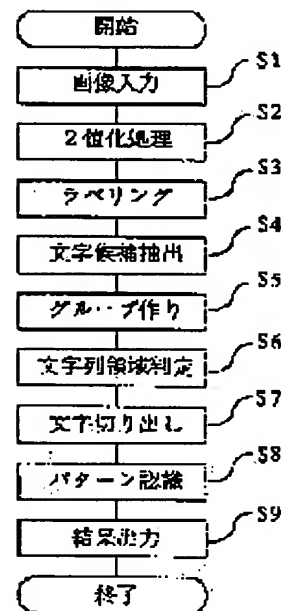 開始
画像入力 S1
2値化処理 S2
ラベリング S3
文字候補抽出 S4
グループ作り S5
文字列領域判定 S6
文字切り出し S7
パターン認識 S8
結果出力 S9
終了